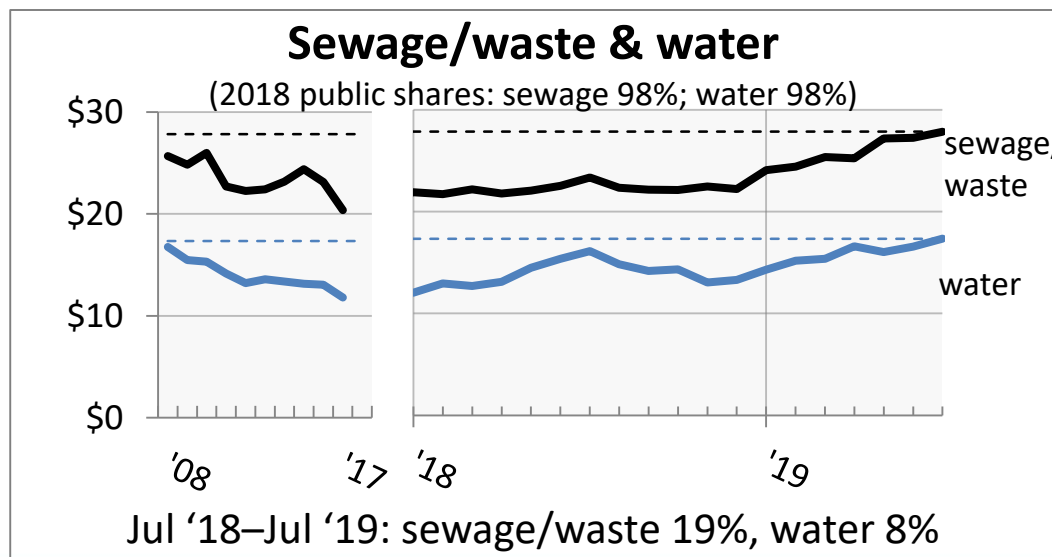 Sewage/waste & water
(2018 public shares: sewage 98%; water 98%)
$30
$20
$10
$0
sewage/
waste
water
'08
'17
'18
'19
Jul ‘18–Jul ‘19: sewage/waste 19%, water 8%